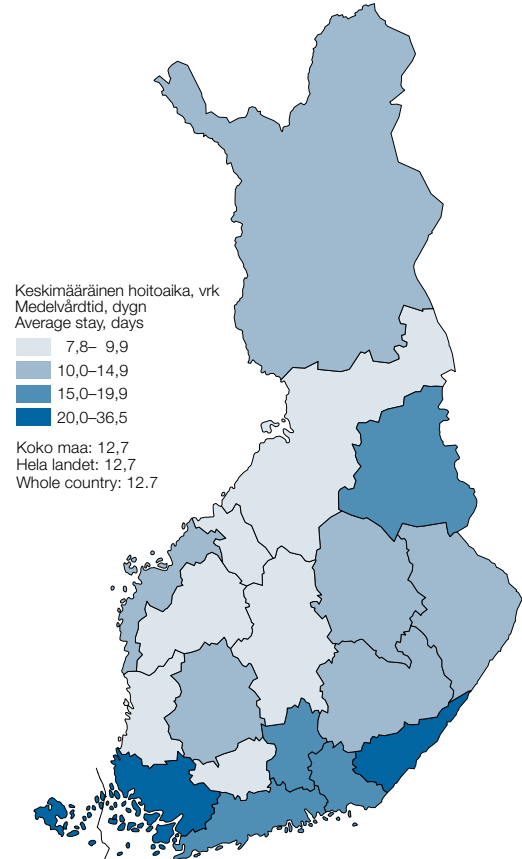 Keskimääräinen hoitoaika, vrk
Medelvårdtid, dygn
Average stay, days
7,8– 9,9
10,0–14,9
15,0–19,9
20,0–36,5
Koko maa: 12,7
Hela landet: 12,7
Whole country: 12.7